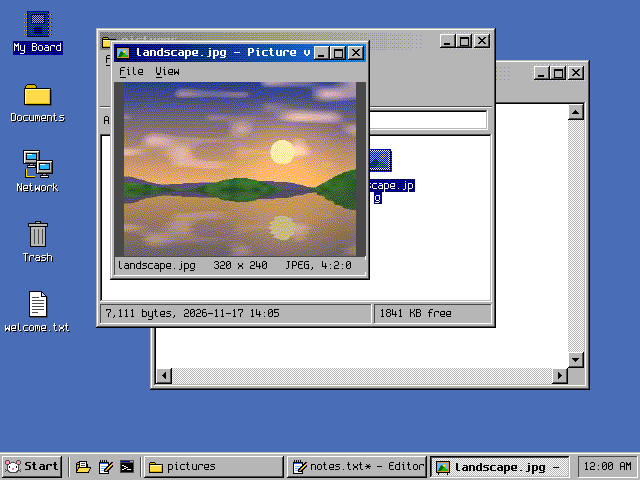 My Board
Documents
Network
Trash
welcome.txt
landscape.jpg - Picture v
File View
landscape.jpg 320 x 240 JPEG, 4:2:0
scape.jp
g
7,111 bytes, 2026-11-17 14:05
1841 KB free
Start
pictures
notes.txt* - Editor
landscape.jpg -
12:00 AM